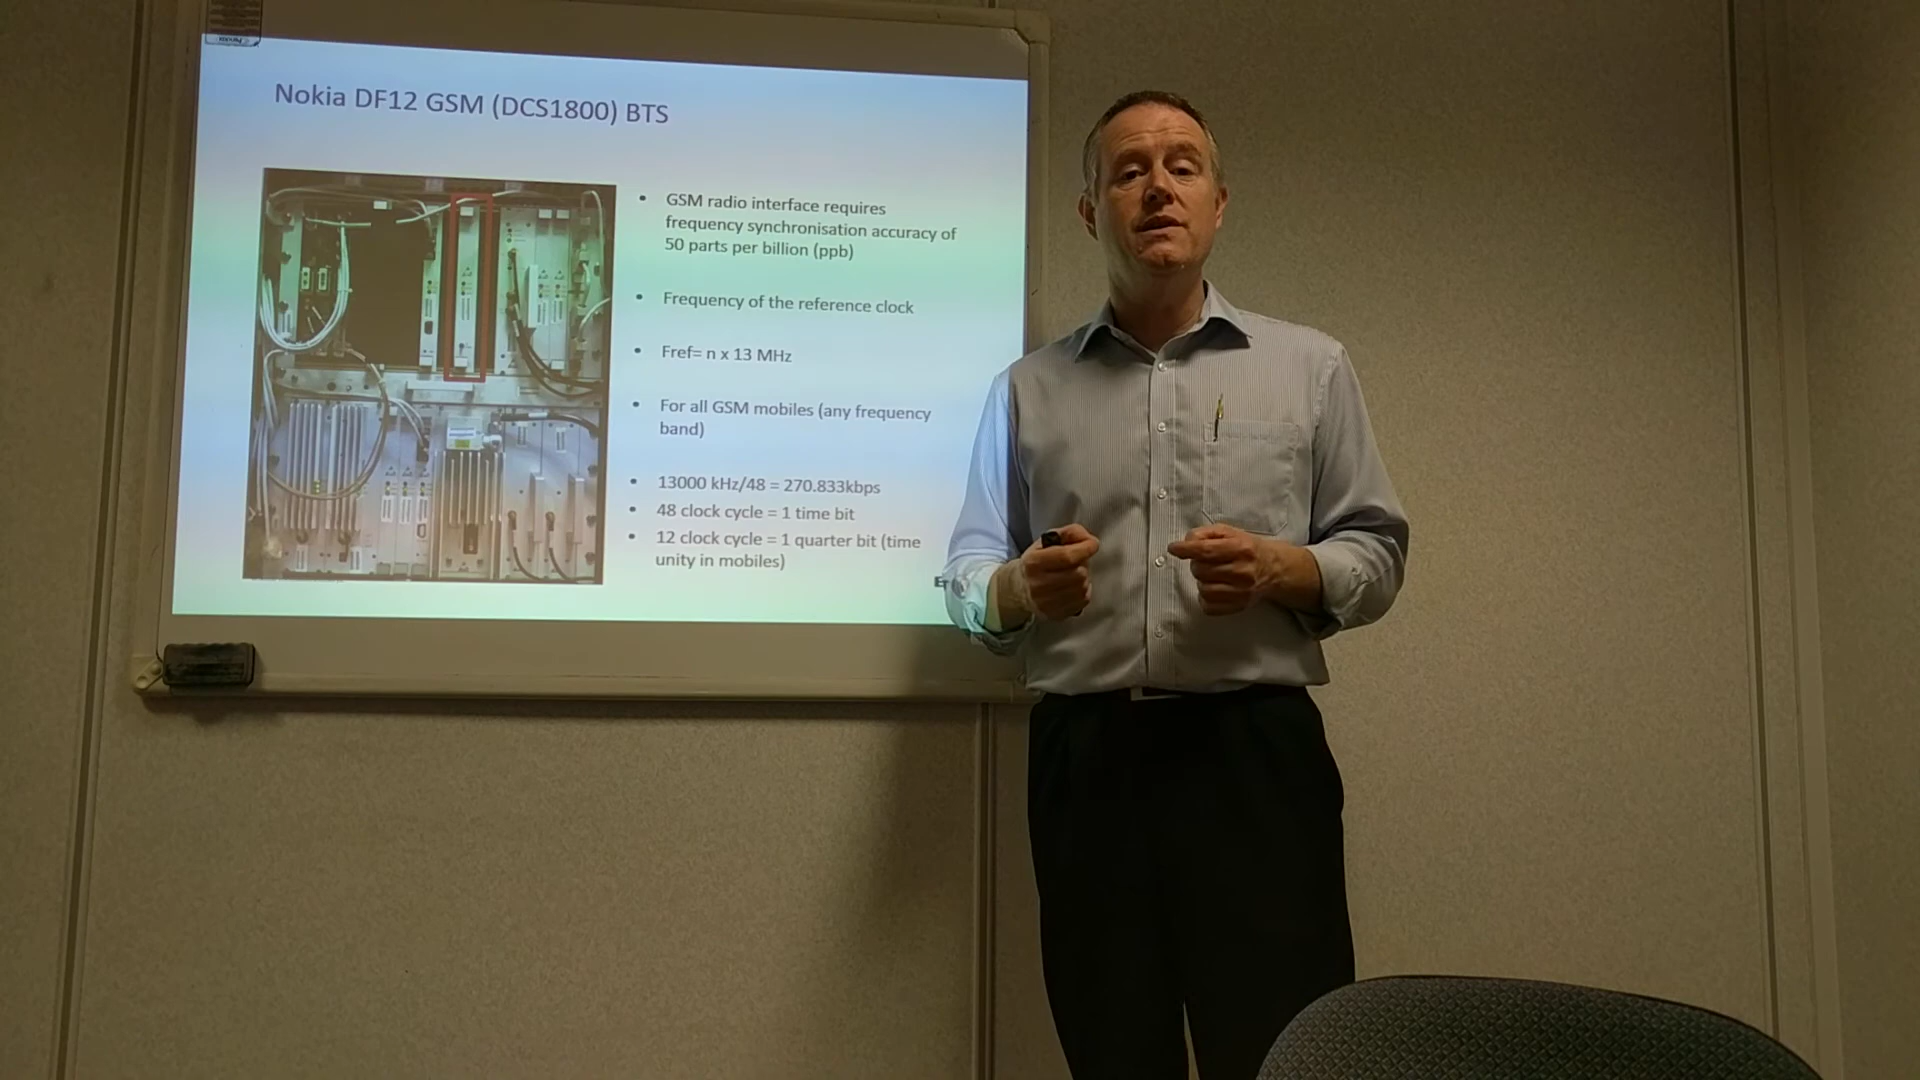 Nokia DF12 GSM (DCS1800) BTS
• GSM radio interface requires
frequency synchronisation accuracy of
50 parts per billion (ppb)
• Frequency of the reference clock
• Fref= n x 13 MHz
• For all GSM mobiles (any frequency
band)
• 13000 kHz/48 = 270.833kbps
• 48 clock cycle = 1 time bit
• 12 clock cycle = 1 quarter bit (time
unity in mobiles)